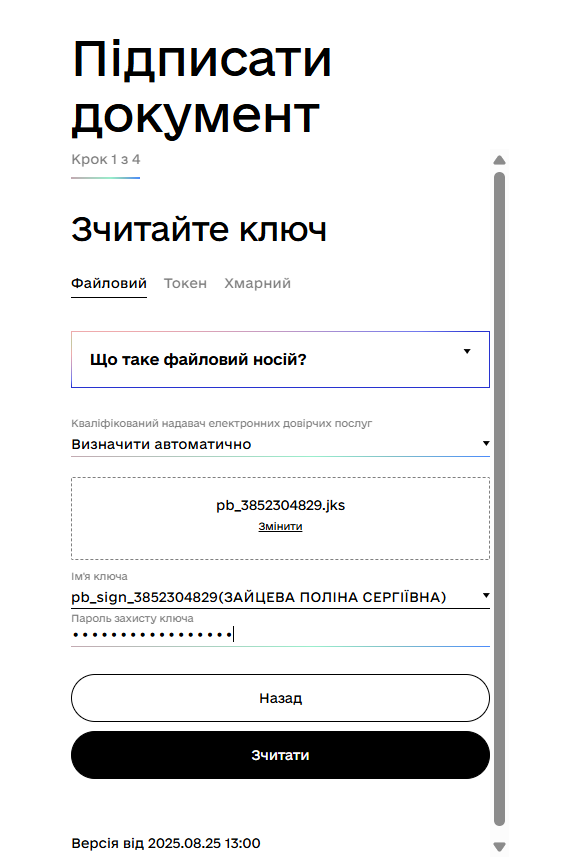 Підписати
документ
Крок 1 з 4
Зчитайте ключ
Файловий Токен Хмарний
Що таке файловий носій?
Кваліфікований надавач електронних довірчих послуг
Визначити автоматично
pb_3852304829.jks
Змінити
Ім'я ключа
pb_sign_3852304829(ЗАЙЦЕВА ПОЛІНА СЕРГІЇВНА)
Пароль захисту ключа
•••••••••••••••••
Назад
Зчитати
Версія від 2025.08.25 13:00